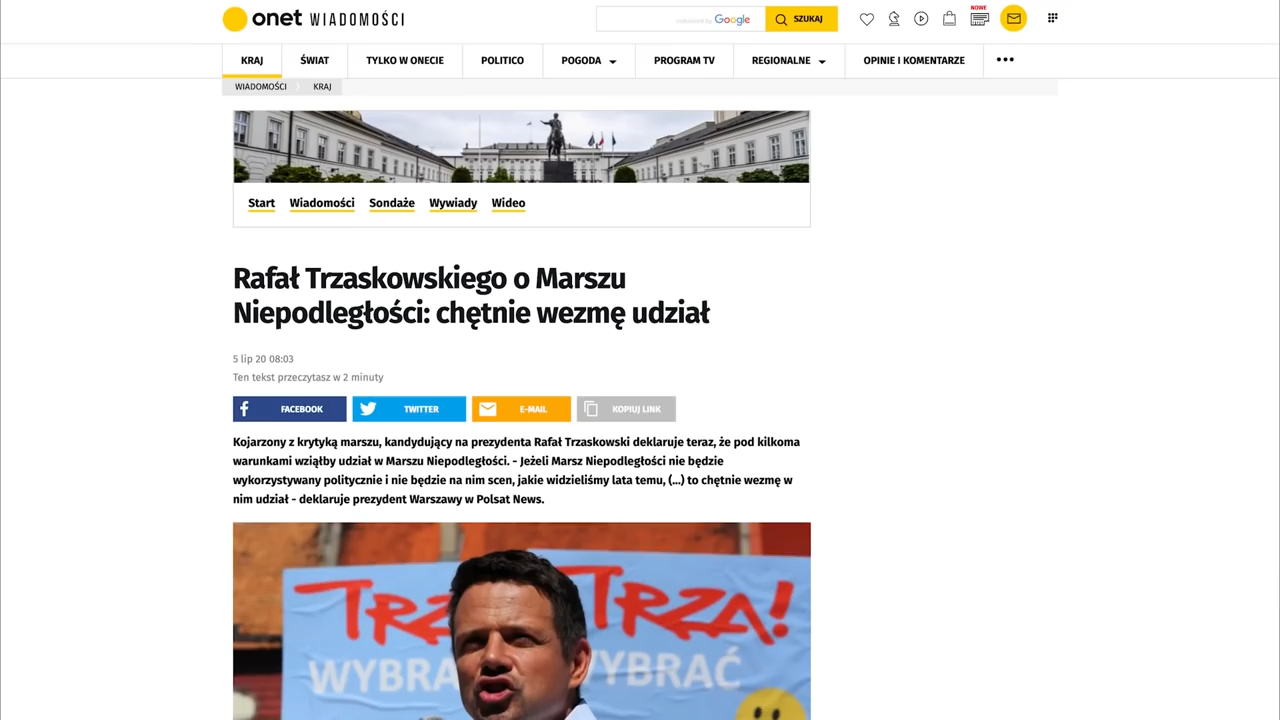 onet WIADOMOŚCI
Google
SZUKAJ
NOWE
KRAJ ŚWIAT TYLKO W ONECIE POLITICO POGODA PROGRAM TV REGIONALNE OPINIE I KOMENTARZE
WIADOMOŚCI KRAJ
Start Wiadomości Sondaże Wywiady Wideo
Rafał Trzaskowskiego o Marszu
Niepodległości: chętnie wezmę udział
5 lip 20 08:03
Ten tekst przeczytasz w 2 minuty
FACEBOOK TWITTER E-MAIL KOPIUJ LINK
Kojarzony z krytyką marszu, kandydujący na prezydenta Rafał Trzaskowski deklaruje teraz, że pod kilkoma
warunkami wziąłby udział w Marszu Niepodległości. - Jeżeli Marsz Niepodległości nie będzie
wykorzystywany politycznie i nie będzie na nim scen, jakie widzieliśmy lata temu, (...) to chętnie wezmę w
nim udział - deklaruje prezydent Warszawy w Polsat News.
TRZ TRZA!
WYBRA WYBRAĆ